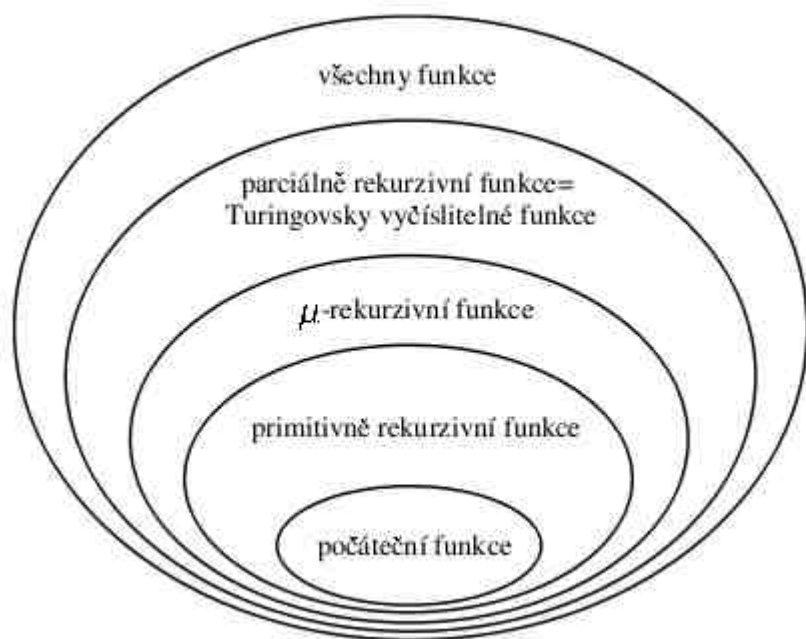 všechny funkce
parciálně rekurzivní funkce=
Turingovsky vyčíslitelné funkce
μ-rekurzivní funkce
primitivně rekurzivní funkce
počáteční funkce